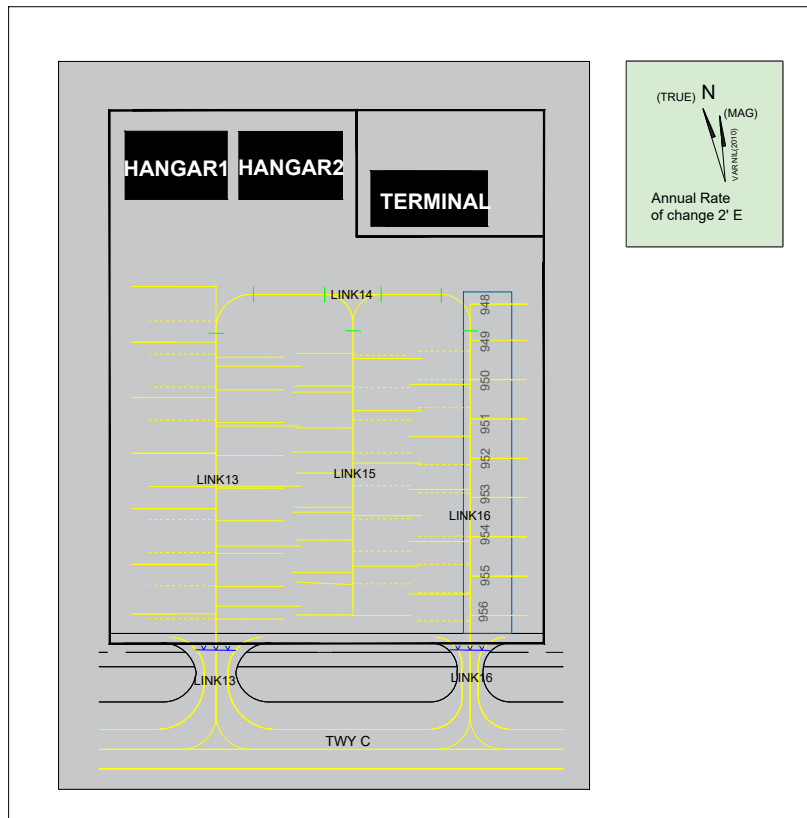 (TRUE) N
(MAG)
VAR NIL(2010)
Annual Rate
of change 2' E
HANGAR1
HANGAR2
TERMINAL
LINK14
948
949
950
951
952
953
954
955
956
LINK13
LINK15
LINK16
LINK13
LINK16
TWY C